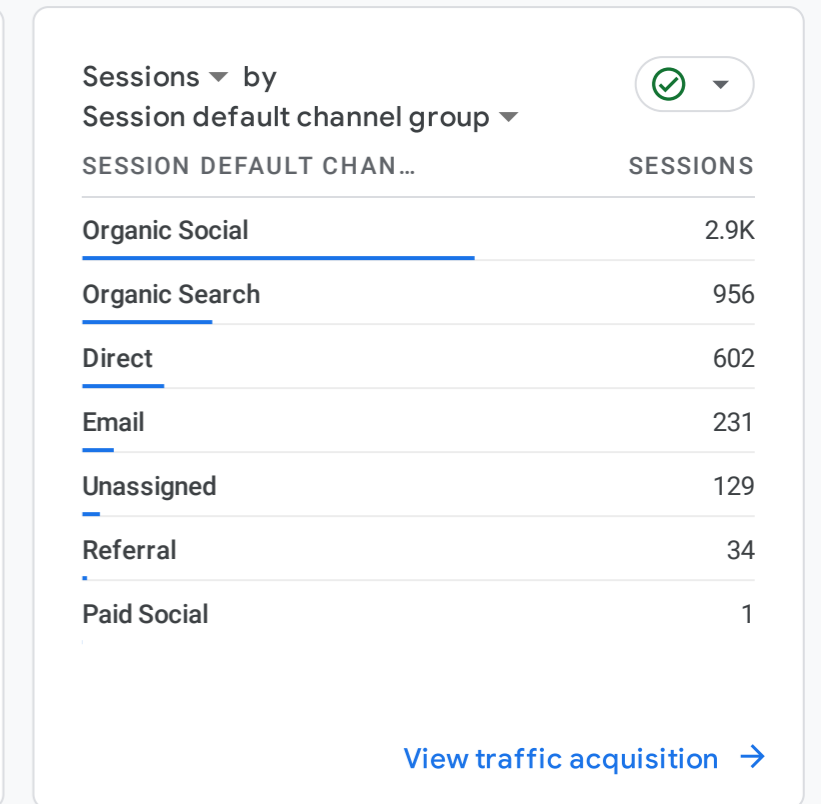 Sessions by
Session default channel group
SESSION DEFAULT CHAN… SESSIONS
Organic Social 2.9K
Organic Search 956
Direct 602
Email 231
Unassigned 129
Referral 34
Paid Social 1
View traffic acquisition